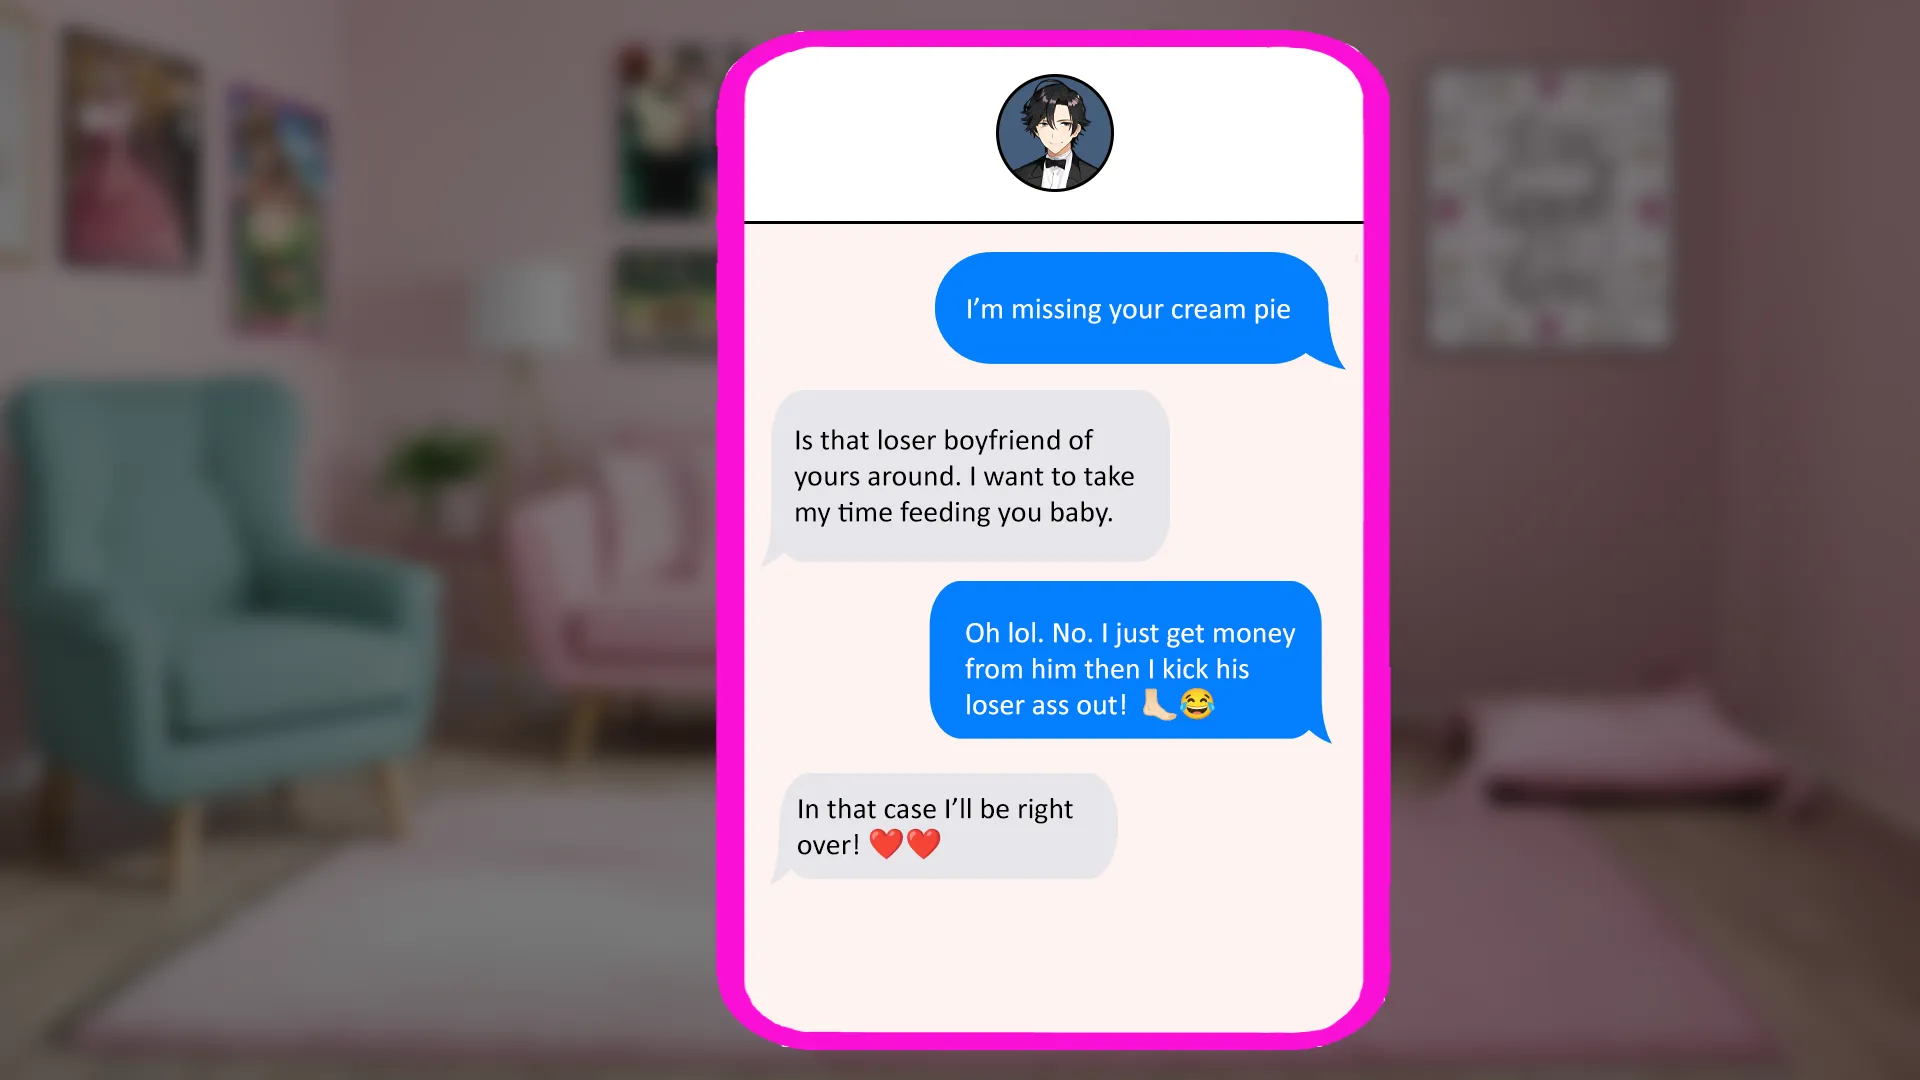 I’m missing your cream pie
Is that loser boyfriend of
yours around. I want to take
my time feeding you baby.
Oh lol. No. I just get money
from him then I kick his
loser ass out! 🦶🏻😂
In that case I’ll be right
over! ❤️❤️